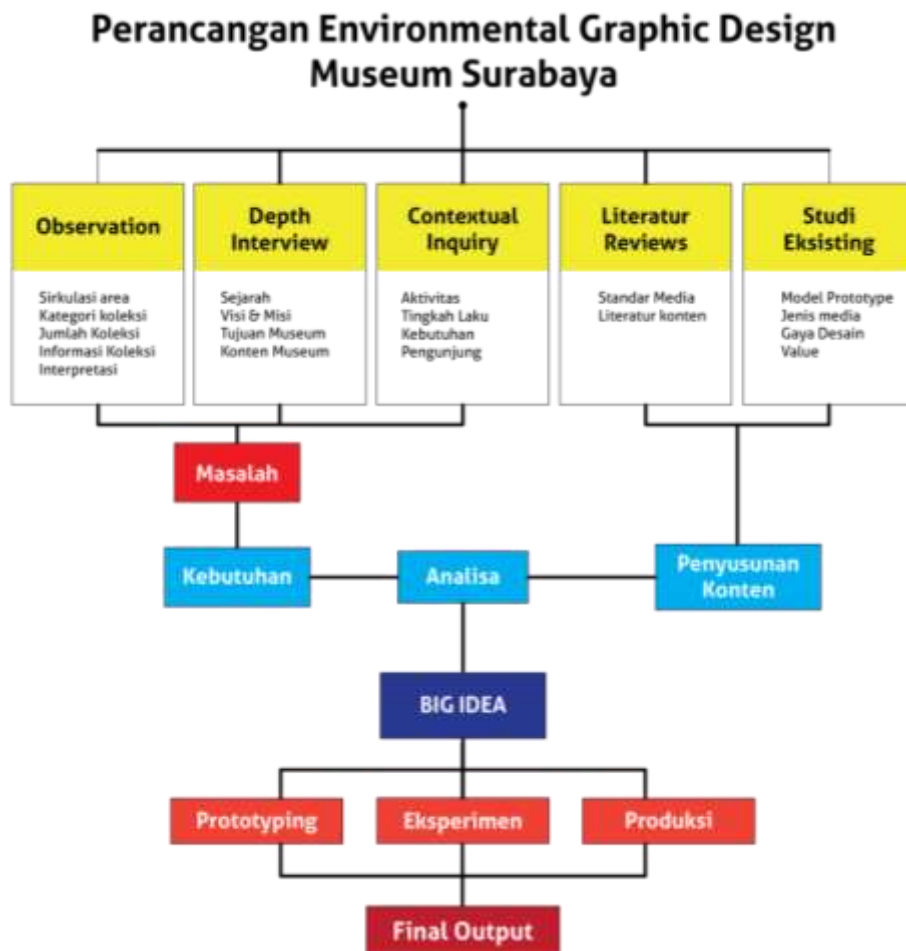 Perancangan Environmental Graphic Design
Museum Surabaya
Observation
Sirkulasi area
Kategori koleksi
Jumlah Koleksi
Informasi Koleksi
Interpretasi
Depth
Interview
Sejarah
Visi & Misi
Tujuan Museum
Konten Museum
Contextual
Inquiry
Aktivitas
Tingkah Laku
Kebutuhan
Pengunjung
Literatur
Reviews
Standar Media
Literatur konten
Studi
Eksisting
Model Prototype
Jenis media
Gaya Desain
Value
Masalah
Kebutuhan
Analisa
Penyusunan
Konten
BIG IDEA
Prototyping
Eksperimen
Produksi
Final Output